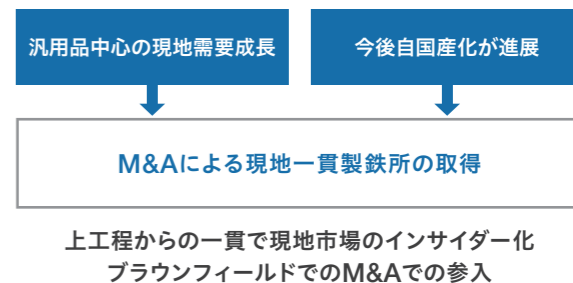 汎用品中心の現地需要成長
今後自国産化が進展
M&Aによる現地一貫製鉄所の取得
上工程からの一貫で現地市場のインサイダー化
ブラウンフィールドでのM&Aでの参入